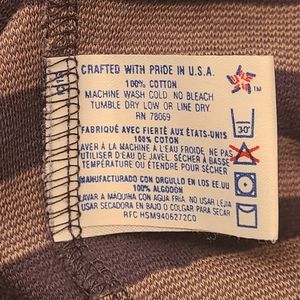 CRAFTED WITH PRIDE IN U.S.A.
100% COTTON
MACHINE WASH COLD NO BLEACH
TUMBLE DRY LOW OR LINE DRY
RN 78069
FABRIQUÉ AVEC FIERTÉ AUX ÉTATS-UNIS
100% COTON
LAVER À LA MACHINE À L'EAU FROIDE. NE PAS
UTILISER D'EAU DE JAVEL. SÉCHER À BASSE
TEMPÉRATURE OU ÉTENDRE POUR SÉCHER
MANUFACTURADO CON ORGULLO EN LOS EE.UU
100% ALGODON
LAVAR A MAQUINA CON AGUA FRIA. NO USAR LEJIA
USAR SECADORA EN BAJO O COLGAR PARA SECAR
RFC HSM9406272C0
30°
TM